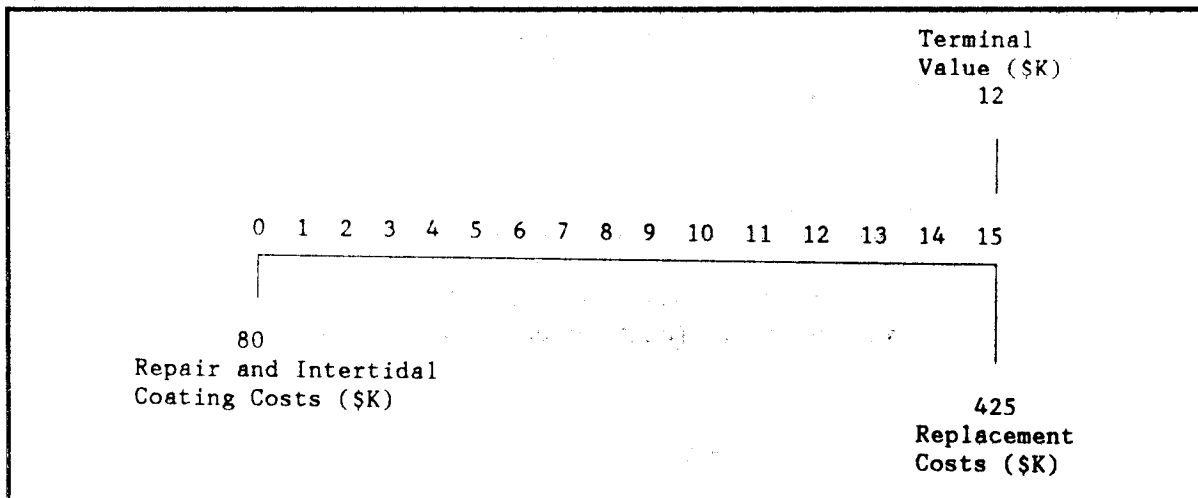 Terminal
Value ($K)
12
0 1 2 3 4 5 6 7 8 9 10 11 12 13 14 15
80
Repair and Intertidal
Coating Costs ($K)
425
Replacement
Costs ($K)